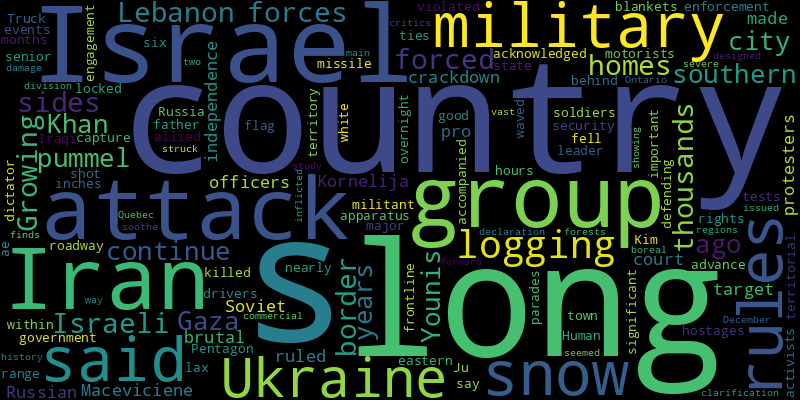 Truck
events
months
growing
engagement
Lebanon forces
violated
critics
ties
blankets
enforcement
made
military
city
acknowledged
motorists
state
designed
severe
Israel
six
main
two
missile
forced
homes
southern
senior
damage
division
locked
independence
crackdown
behind
Ontario
sides
country
Khan
Russia
father
allied
struck
Iraqi
capture
flag
territory
white
overnight
good
pro
soldiers
security
fell
leader
waved
vast
showing
important
thousands
protesters
Growing
pummel
shot
inches
dictator
attack
officers
study
inflicted
Kornelija
militant
apparatus
major
group
accompanied
hours
defending
rights
tests
issued
regions
Quebec
soothe
finds
ae
roadway
continue
s
long
logging
declaration
forests
Kim
boreal
ago
court
advance
target
rules
territorial
activists
Iran
killed
drivers
nearly
border
years
frontline
Younis
forward
parades
town
Human
seemed
significant
hostages
December
clarification
way
Soviet
commercial
within
Israeli
Gaza
government
brutal
Pentagon
said
ruled
lax
eastern
Ju
say
history
range
Russian
Maceviciene
Ukraine
snow